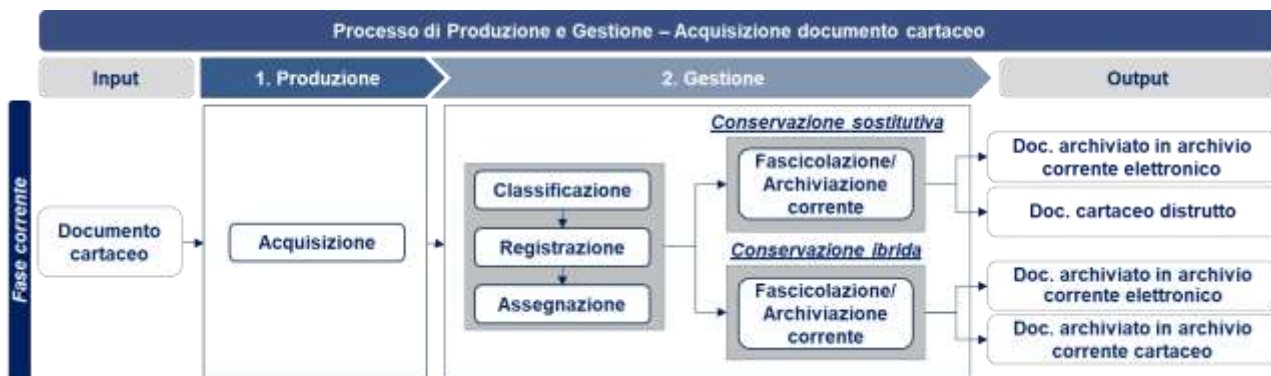 Processo di Produzione e Gestione – Acquisizione documento cartaceo
Input
1. Produzione
2. Gestione
Output
Fase corrente
Documento
cartaceo
Acquisizione
Classificazione
Registrazione
Assegnazione
Conservazione sostitutiva
Fascicolazione/
Archiviazione
corrente
Conservazione ibrida
Fascicolazione/
Archiviazione
corrente
Doc. archiviato in archivio
corrente elettronico
Doc. cartaceo distrutto
Doc. archiviato in archivio
corrente elettronico
Doc. archiviato in archivio
corrente cartaceo